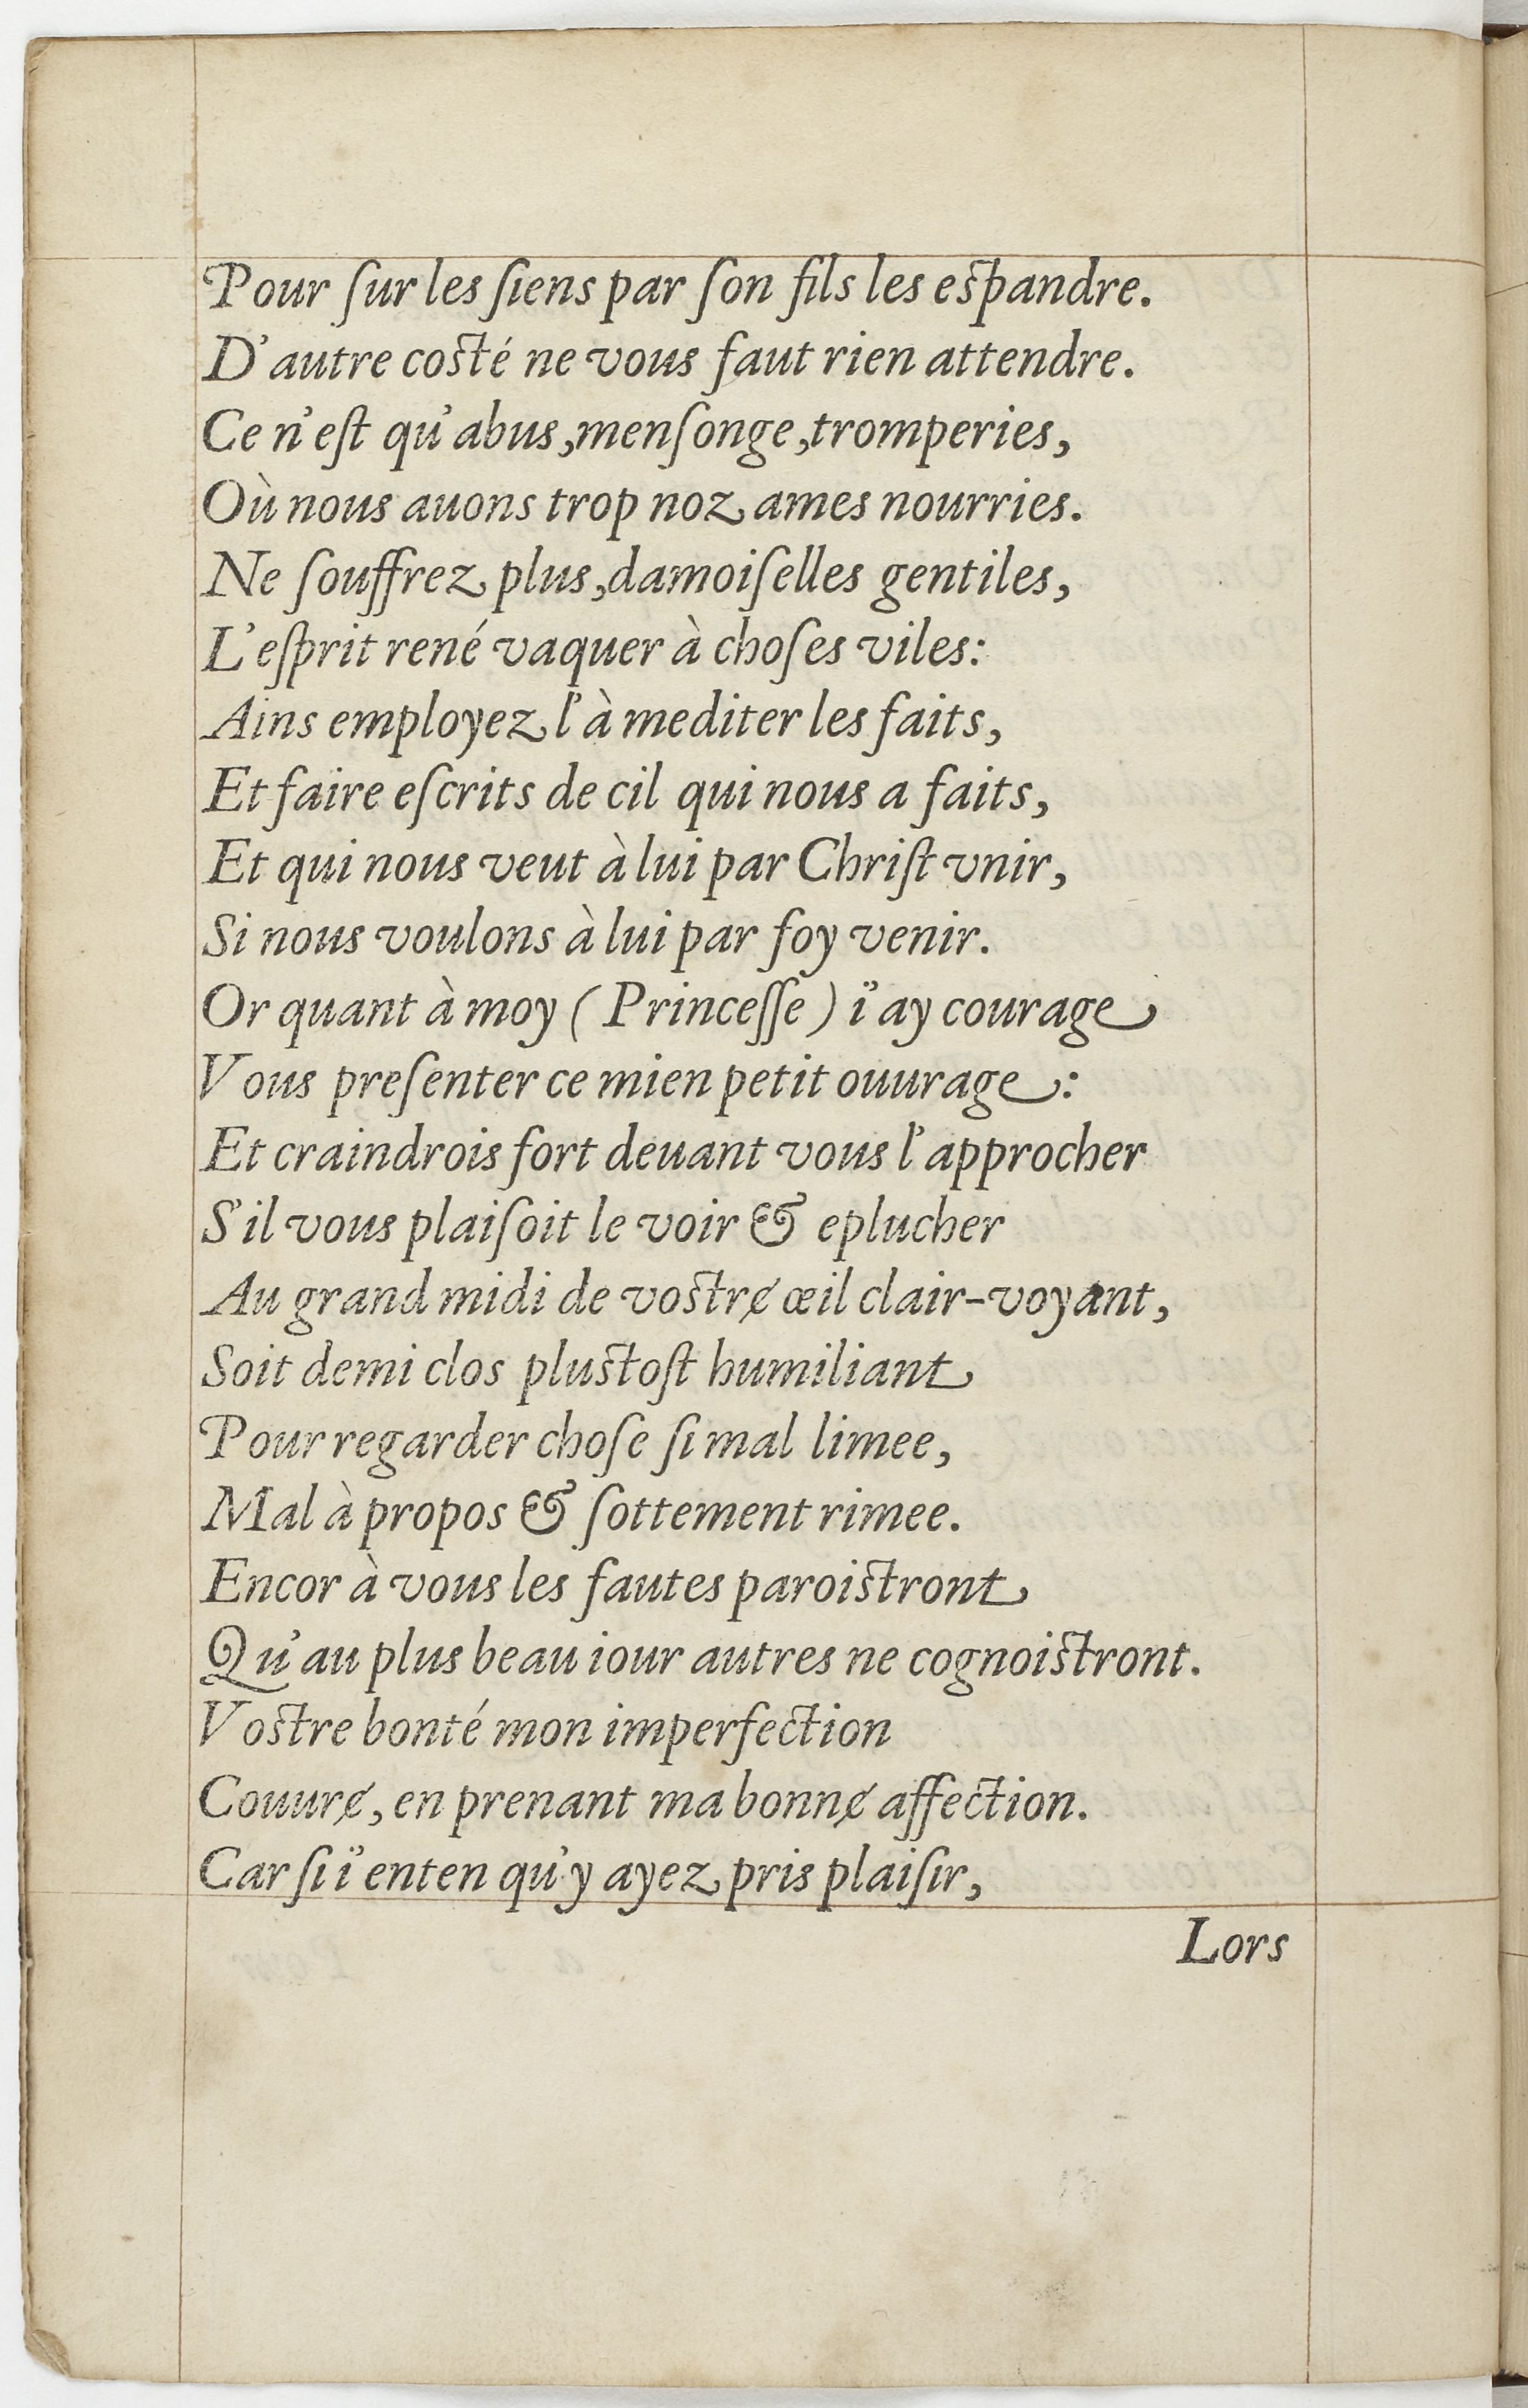 Pour ſur les ſiens par ſon fils les eſpandre.
D'autre coſté ne vous faut rien attendre.
Ce n'eſt qu'abus, menſonge, tromperies,
Où nous auons trop noz ames nourries.
Ne ſouffrez plus, damoiſelles gentiles,
L'eſprit rené vaquer à choſes viles:
Ains employez l'à mediter les faits,
Et faire eſcrits de cil qui nous a faits,
Et qui nous veut à lui par Chriſt vnir,
Si nous voulons à lui par foy venir.
Or quant à moy (Princeſſe) i'ay courage
Vous preſenter ce mien petit ouurage:
Et craindrois fort deuant vous l'approcher
S'il vous plaiſoit le voir & eplucher
Au grand midi de voſtrɇ œil clair-voyant,
Soit demi clos pluſtoſt humiliant
Pour regarder choſe ſi mal limee,
Mal à propos & ſottement rimee.
Encor à vous les fautes paroiſtront
Qu'au plus beau iour autres ne cognoiſtront.
Voſtre bonté mon imperfection
Couurɇ, en prenant ma bonnɇ affection.
Car ſi i'enten qu'y ayez pris plaiſir,
Lors